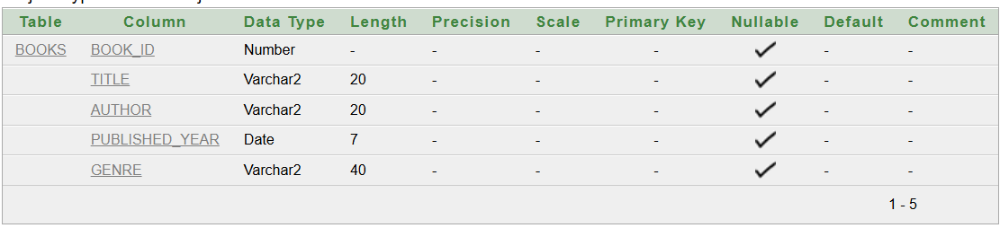 Table Column Data Type Length Precision Scale Primary Key Nullable Default Comment
BOOKS BOOK_ID Number - - - - - -
TITLE Varchar2 20 - - - - -
AUTHOR Varchar2 20 - - - - -
PUBLISHED_YEAR Date 7 - - - - -
GENRE Varchar2 40 - - - - -
1 - 5